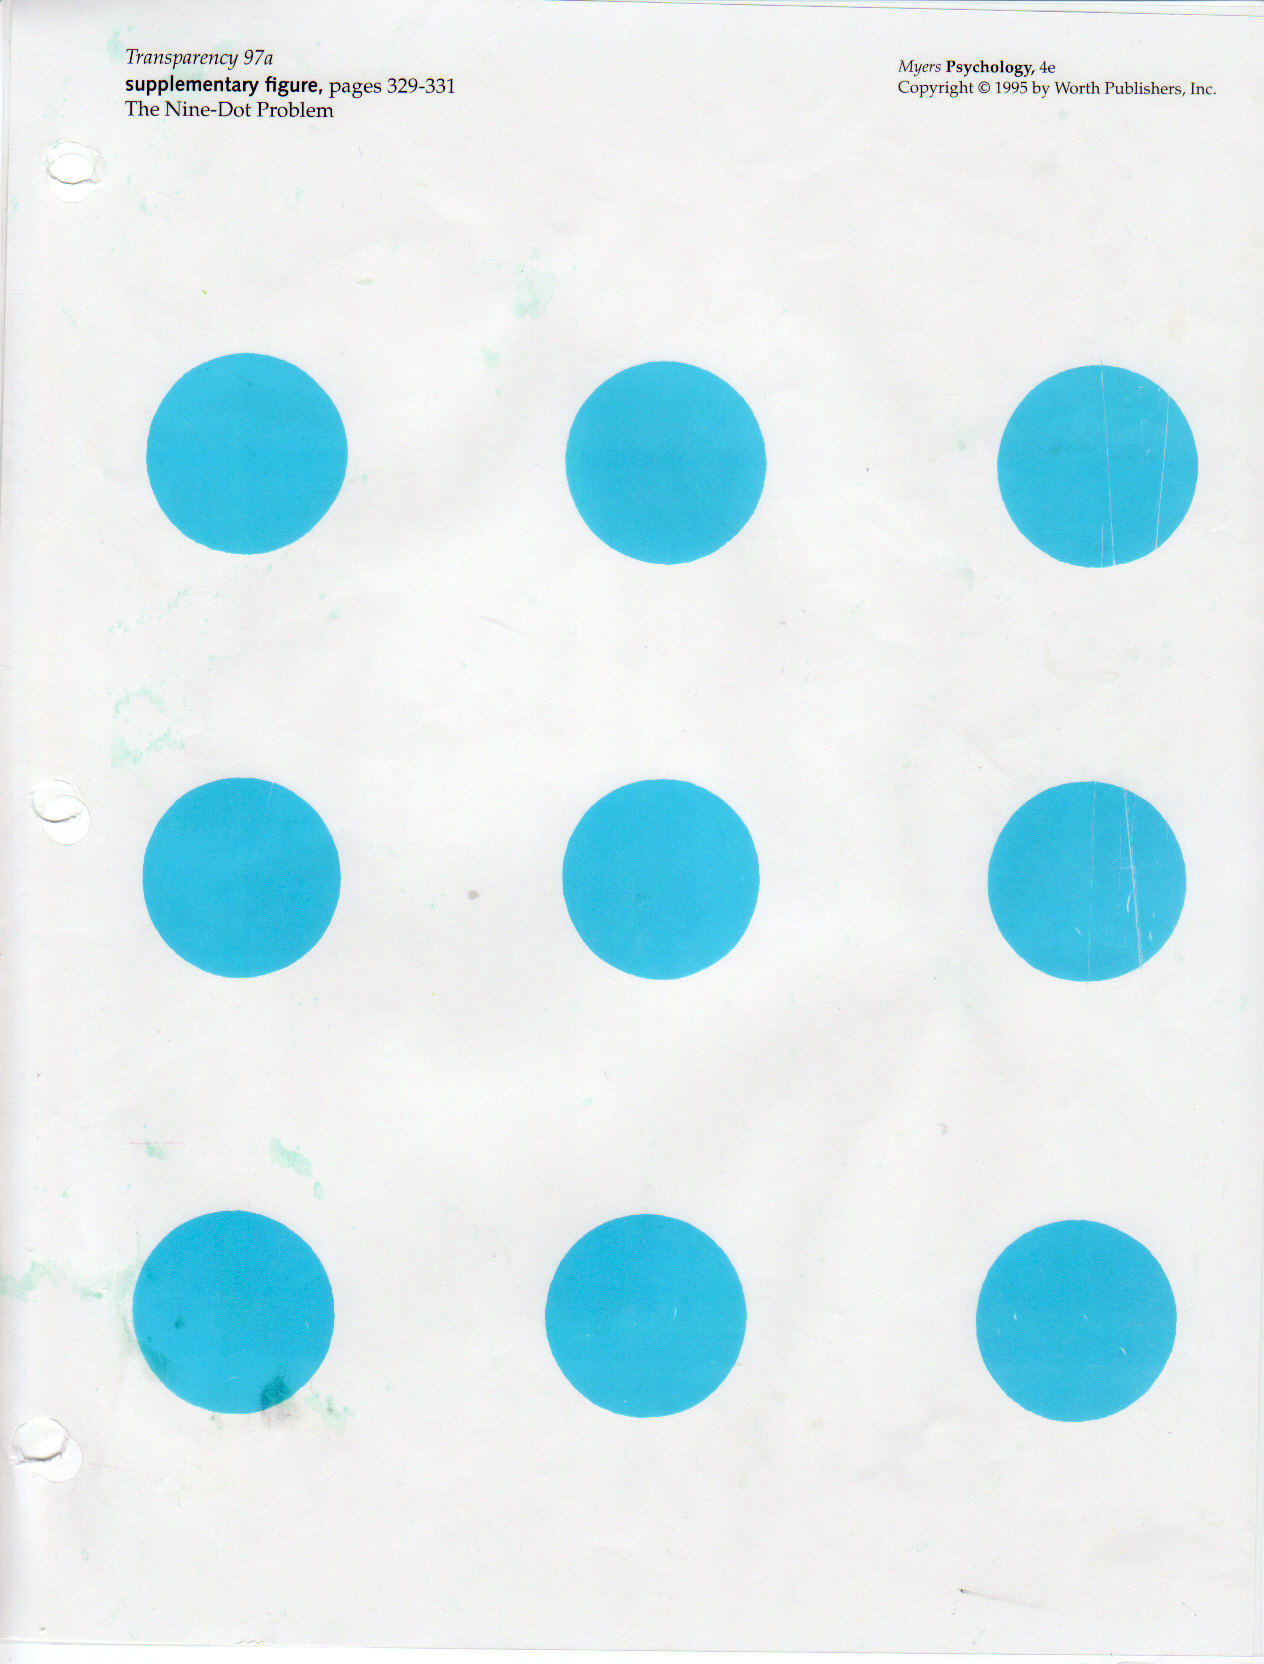 Transparency 97a
supplementary figure, pages 329-331
The Nine-Dot Problem
Myers Psychology, 4e
Copyright © 1995 by Worth Publishers, Inc.